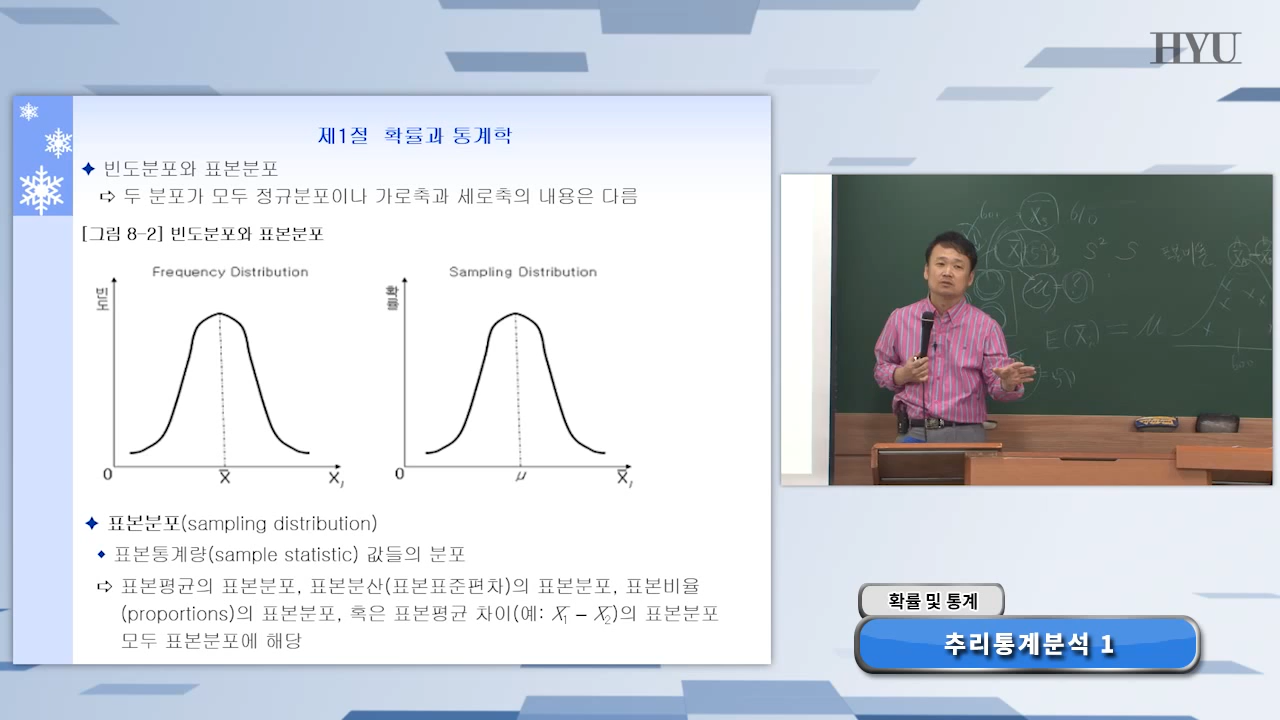 HYU
제1절 확률과 통계학
빈도분포와 표본분포
⇨ 두 분포가 모두 정규분포이나 가로축과 세로축의 내용은 다름
[그림 8-2] 빈도분포와 표본분포
Frequency Distribution
빈도
0
X̅
Xᵢ
Sampling Distribution
확률
0
μ
X̅ᵢ
표본분포(sampling distribution)
표본통계량(sample statistic) 값들의 분포
⇨ 표본평균의 표본분포, 표본분산(표본표준편차)의 표본분포, 표본비율
(proportions)의 표본분포, 혹은 표본평균 차이(예: X̅₁ – X̅₂)의 표본분포
모두 표본분포에 해당
600
610
S² S
E(X̅ₙ) = μ
600
확률 및 통계
추리통계분석 1